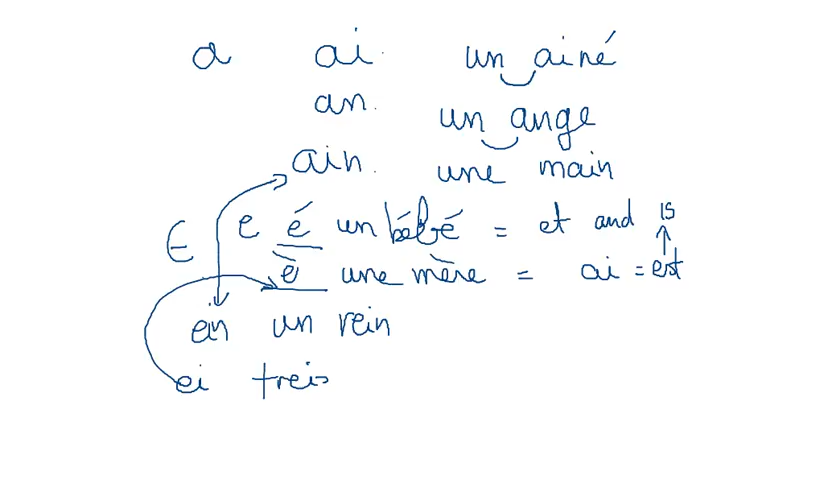 a ai un ainé
an un ange
ain une main
E e é un bébé = et and is
è une mère = ai = est
ein un rein
ei treis